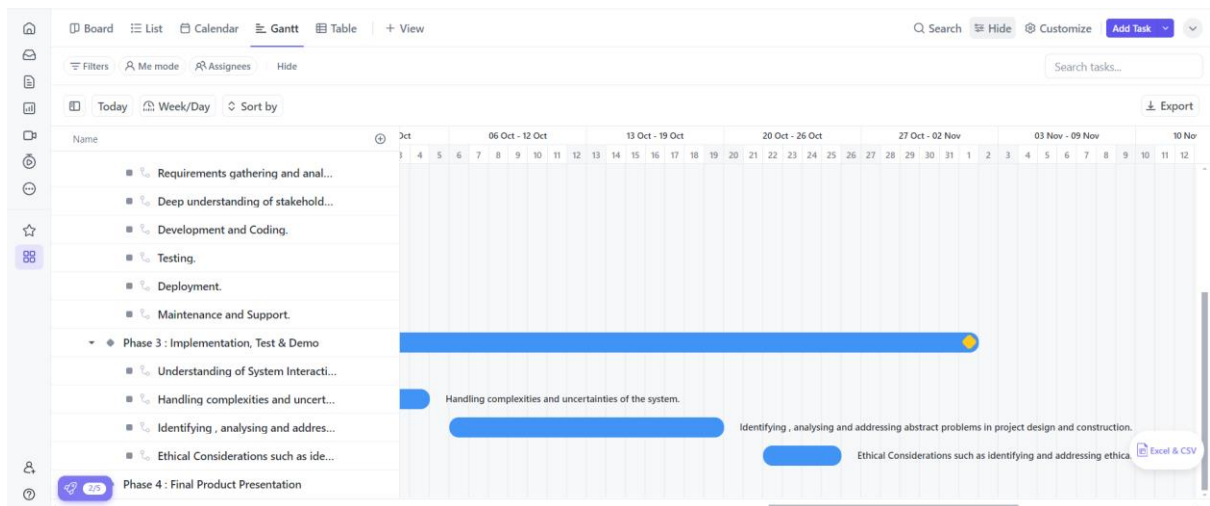 Board List Calendar Gantt Table + View Search Hide Customize Add Task
Filters Me mode Assignees Hide Search tasks...
Today Week/Day Sort by Export
Name Oct 06 Oct - 12 Oct 13 Oct - 19 Oct 20 Oct - 26 Oct 27 Oct - 02 Nov 03 Nov - 09 Nov 10 No
4 5 6 7 8 9 10 11 12 13 14 15 16 17 18 19 20 21 22 23 24 25 26 27 28 29 30 31 1 2 3 4 5 6 7 8 9 10 11 12
Requirements gathering and anal...
Deep understanding of stakehold...
Development and Coding.
Testing.
Deployment.
Maintenance and Support.
Phase 3 : Implementation, Test & Demo
Understanding of System Interacti...
Handling complexities and uncert... Handling complexities and uncertainties of the system.
Identifying , analysing and addres... Identifying , analysing and addressing abstract problems in project design and construction.
Ethical Considerations such as ide... Ethical Considerations such as identifying and addressing ethica
Excel & CSV
2/5 Phase 4 : Final Product Presentation